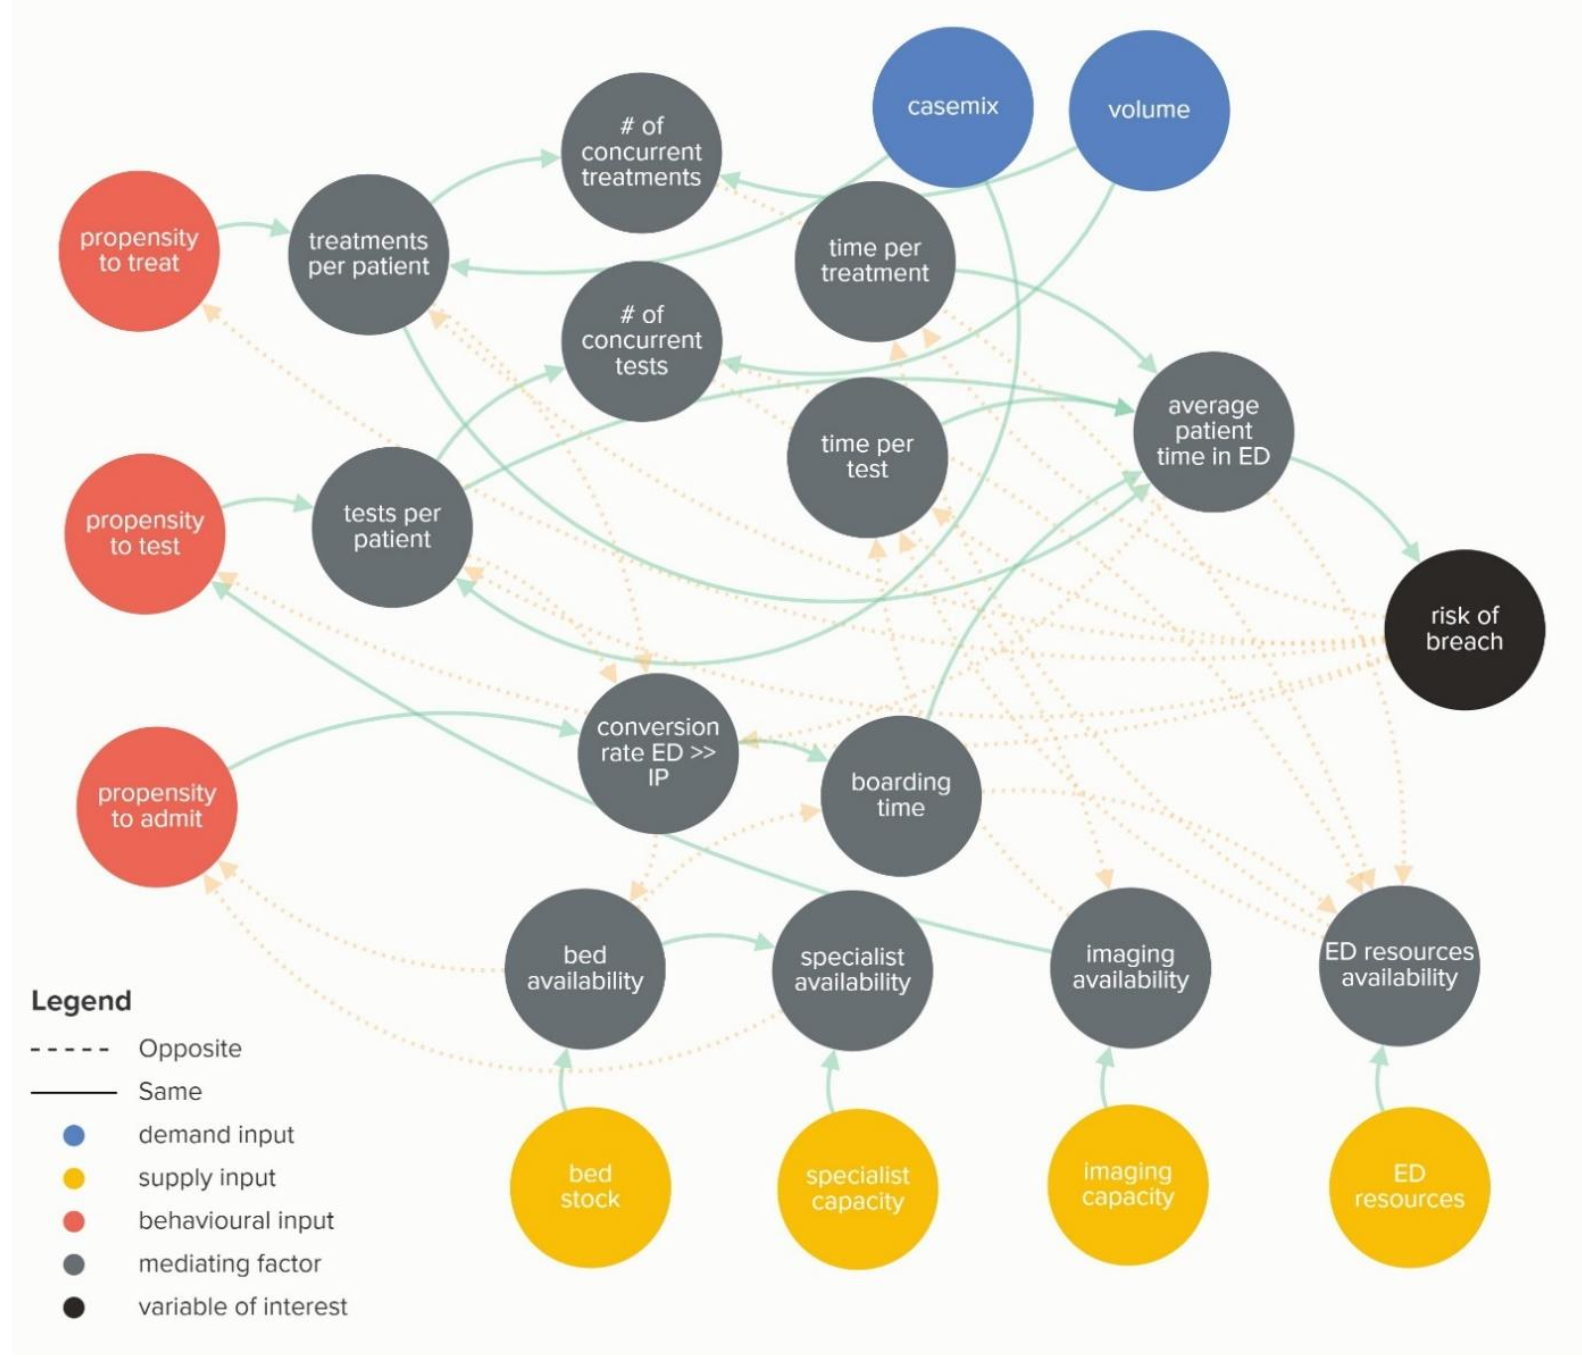 casemix
volume
# of
concurrent
treatments
propensity
to treat
treatments
per patient
time per
treatment
# of
concurrent
tests
average
patient
time in ED
time per
test
propensity
to test
tests per
patient
risk of
breach
conversion
rate ED >>
IP
boarding
time
propensity
to admit
bed
availability
specialist
availability
imaging
availability
ED resources
availability
Legend
Opposite
Same
demand input
supply input
behavioural input
mediating factor
variable of interest
bed
stock
specialist
capacity
imaging
capacity
ED
resources